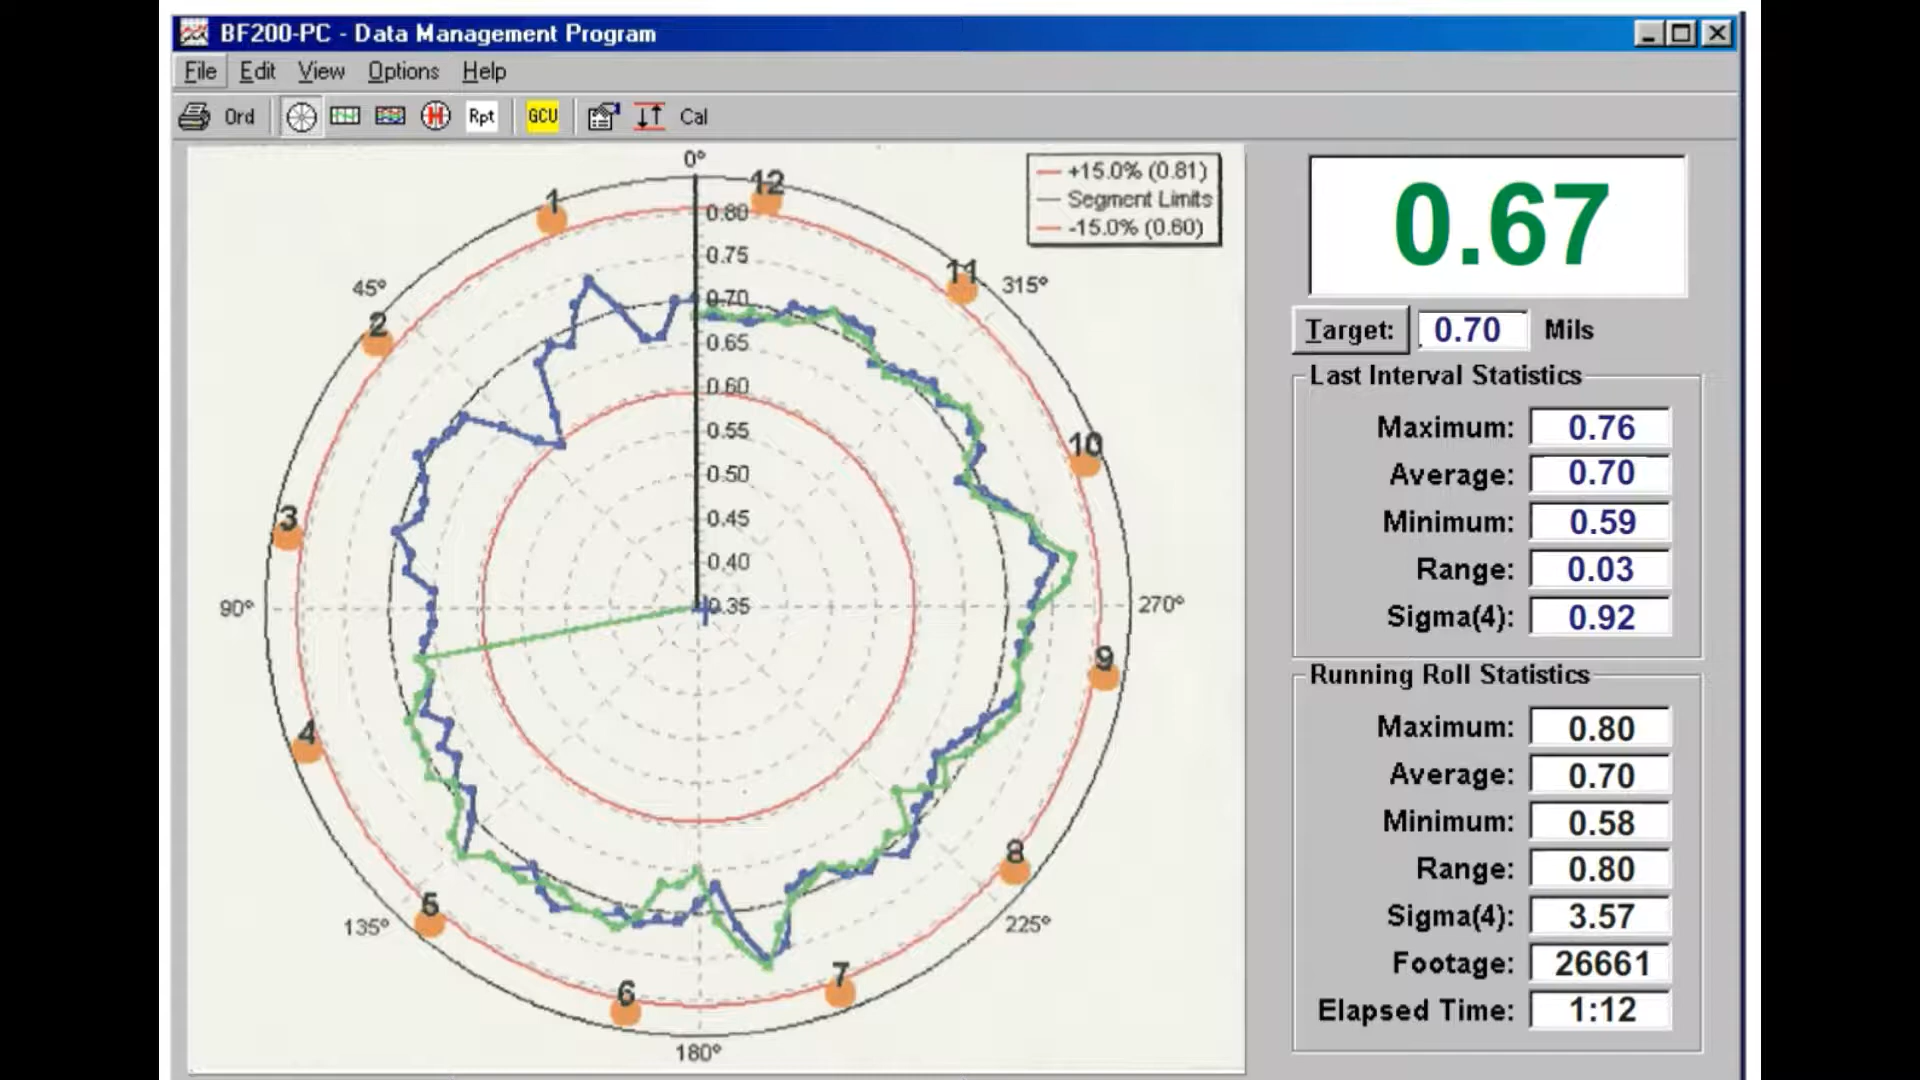 BF200-PC - Data Management Program
File Edit View Options Help
Ord Rpt GCU Cal
0°
45°
90°
135°
180°
225°
270°
315°
1
2
3
4
5
6
7
8
9
10
11
12
0.80
0.75
0.70
0.65
0.60
0.55
0.50
0.45
0.40
0.35
+15.0% (0.81)
Segment Limits
-15.0% (0.60)
0.67
Target: 0.70 Mils
Last Interval Statistics
Maximum: 0.76
Average: 0.70
Minimum: 0.59
Range: 0.03
Sigma(4): 0.92
Running Roll Statistics
Maximum: 0.80
Average: 0.70
Minimum: 0.58
Range: 0.80
Sigma(4): 3.57
Footage: 26661
Elapsed Time: 1:12